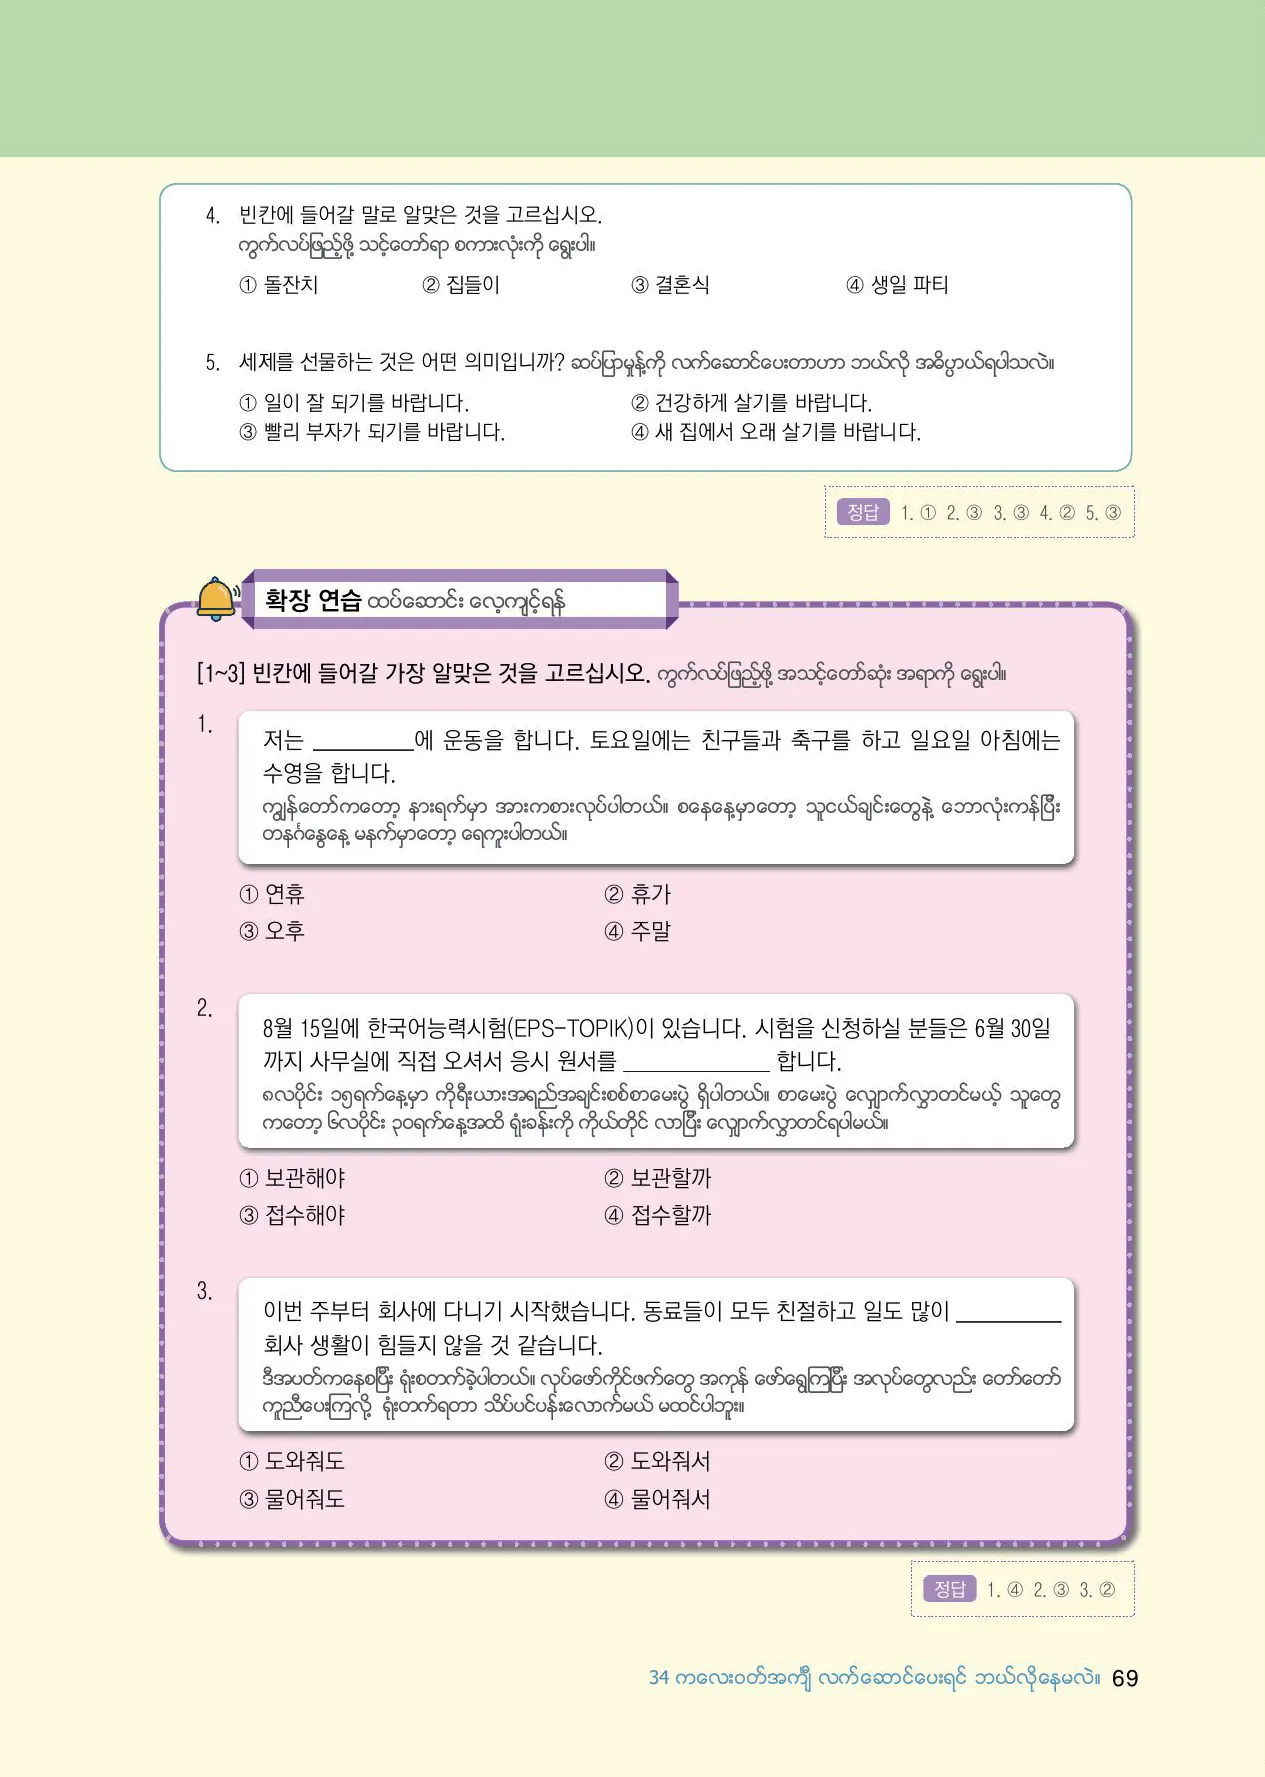 4. 빈칸에 들어갈 말로 알맞은 것을 고르십시오.
ကွက်လပ်ဖြည့်ဖို့ သင့်တော်ရာ စကားလုံးကို ရွေးပါ။
① 돌잔치 ② 집들이 ③ 결혼식 ④ 생일 파티
5. 세제를 선물하는 것은 어떤 의미입니까? ဆပ်ပြာမှုန့်ကို လက်ဆောင်ပေးတာဟာ ဘယ်လို အဓိပ္ပာယ်ရပါသလဲ။
① 일이 잘 되기를 바랍니다. ② 건강하게 살기를 바랍니다.
③ 빨리 부자가 되기를 바랍니다. ④ 새 집에서 오래 살기를 바랍니다.
정답 1. ① 2. ③ 3. ③ 4. ② 5. ③
확장 연습 ထပ်ဆောင်း လေ့ကျင့်ရန်
[1~3] 빈칸에 들어갈 가장 알맞은 것을 고르십시오. ကွက်လပ်ဖြည့်ဖို့ အသင့်တော်ဆုံး အရာကို ရွေးပါ။
1. 저는 _________에 운동을 합니다. 토요일에는 친구들과 축구를 하고 일요일 아침에는
수영을 합니다.
ကျွန်တော်ကတော့ နားရက်မှာ အားကစားလုပ်ပါတယ်။ စနေနေ့မှာတော့ သူငယ်ချင်းတွေနဲ့ ဘောလုံးကန်ပြီး
တနင်္ဂနွေနေ့ မနက်မှာတော့ ရေကူးပါတယ်။
① 연휴 ② 휴가
③ 오후 ④ 주말
2. 8월 15일에 한국어능력시험(EPS-TOPIK)이 있습니다. 시험을 신청하실 분들은 6월 30일
까지 사무실에 직접 오셔서 응시 원서를 _____________ 합니다.
၈လပိုင်း ၁၅ရက်နေ့မှာ ကိုရီးယားအရည်အချင်းစစ်စာမေးပွဲ ရှိပါတယ်။ စာမေးပွဲ လျှောက်လွှာတင်မယ့် သူတွေ
ကတော့ ၆လပိုင်း ၃၀ရက်နေ့အထိ ရုံးခန်းကို ကိုယ်တိုင် လာပြီး လျှောက်လွှာတင်ရပါမယ်။
① 보관해야 ② 보관할까
③ 접수해야 ④ 접수할까
3. 이번 주부터 회사에 다니기 시작했습니다. 동료들이 모두 친절하고 일도 많이 _________
회사 생활이 힘들지 않을 것 같습니다.
ဒီအပတ်ကနေစပြီး ရုံးစတက်ခဲ့ပါတယ်။ လုပ်ဖော်ကိုင်ဖက်တွေ အကုန် ဖော်ရွေကြပြီး အလုပ်တွေလည်း တော်တော်
ကူညီပေးကြလို့ ရုံးတက်ရတာ သိပ်ပင်ပန်းလောက်မယ် မထင်ပါဘူး။
① 도와줘도 ② 도와줘서
③ 물어줘도 ④ 물어줘서
정답 1. ④ 2. ③ 3. ②
34 ကလေးဝတ်အင်္ကျီ လက်ဆောင်ပေးရင် ဘယ်လိုနေမလဲ။ 69